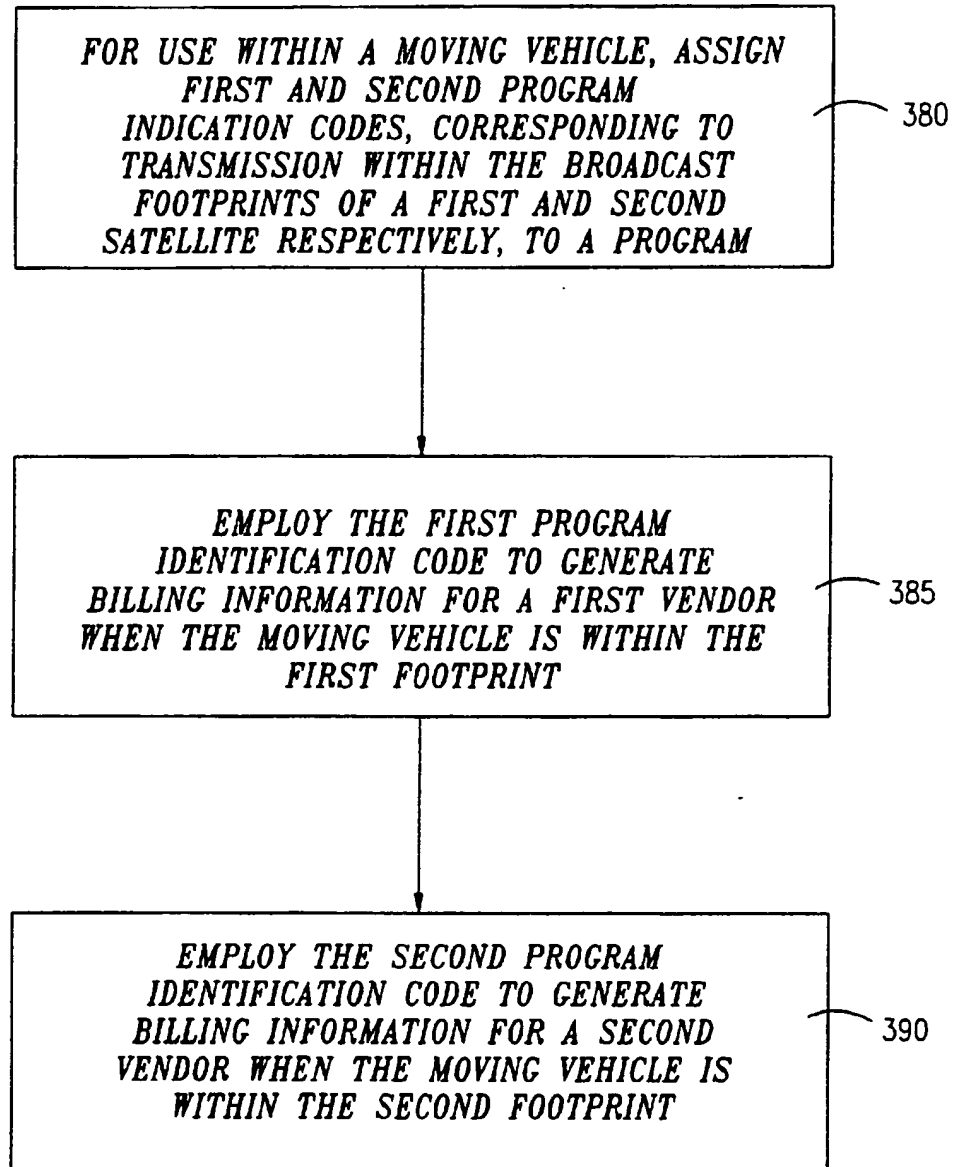 FOR USE WITHIN A MOVING VEHICLE, ASSIGN
FIRST AND SECOND PROGRAM
INDICATION CODES, CORRESPONDING TO
TRANSMISSION WITHIN THE BROADCAST
FOOTPRINTS OF A FIRST AND SECOND
SATELLITE RESPECTIVELY, TO A PROGRAM
380
EMPLOY THE FIRST PROGRAM
IDENTIFICATION CODE TO GENERATE
BILLING INFORMATION FOR A FIRST VENDOR
WHEN THE MOVING VEHICLE IS WITHIN THE
FIRST FOOTPRINT
385
EMPLOY THE SECOND PROGRAM
IDENTIFICATION CODE TO GENERATE
BILLING INFORMATION FOR A SECOND
VENDOR WHEN THE MOVING VEHICLE IS
WITHIN THE SECOND FOOTPRINT
390